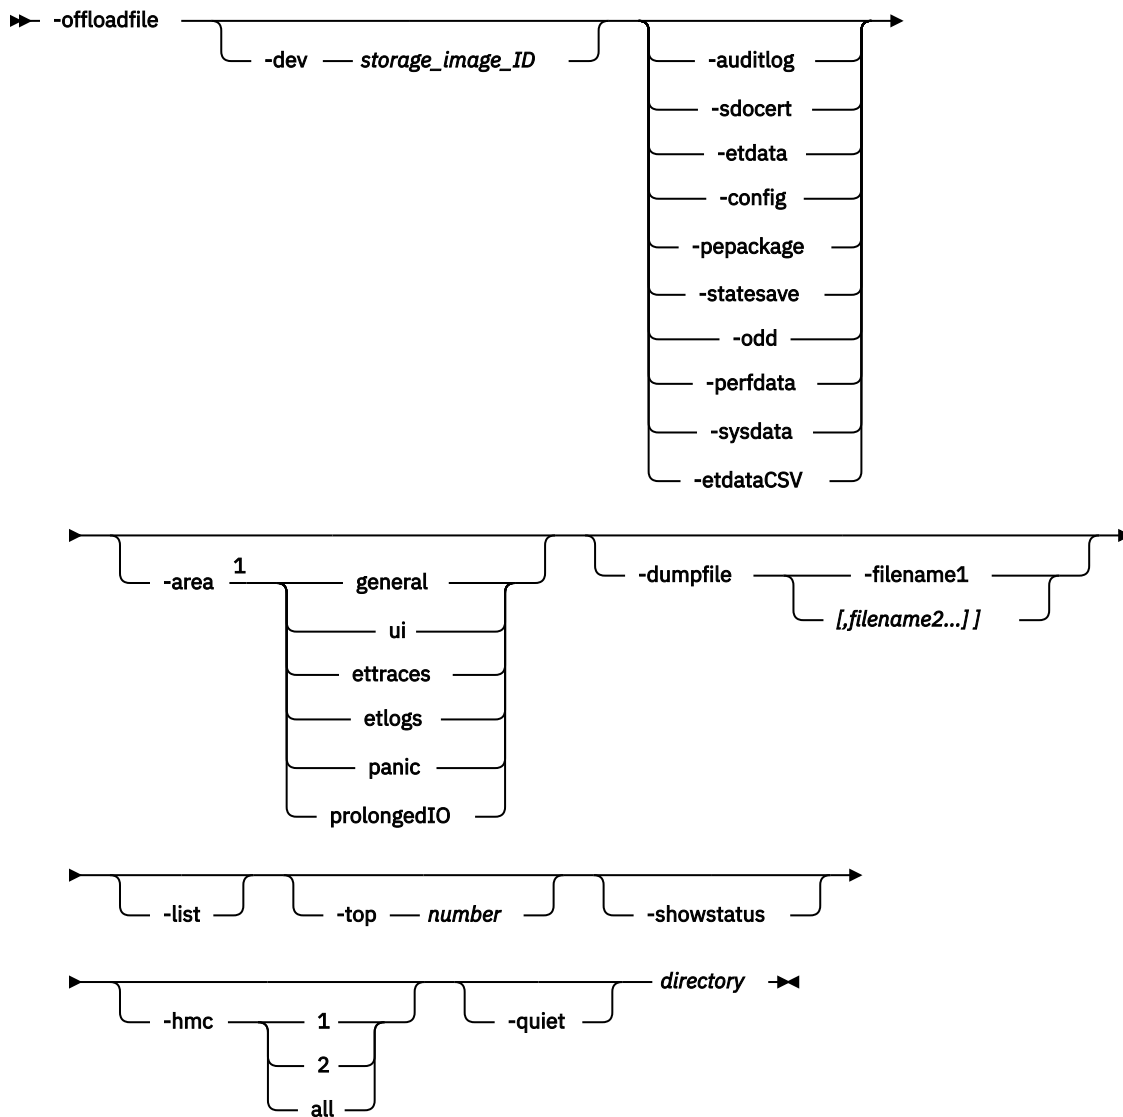 -offloadfile
-dev storage_image_ID
-auditlog
-sdocert
-etdata
-config
-pepackage
-statesave
-odd
-perfdata
-sysdata
-etdataCSV
-area 1 general
ui
ettraces
etlogs
panic
prolongedIO
-dumpfile -filename1
[,filename2...] ]
-list -top number -showstatus
directory
-hmc 1 -quiet
2
all